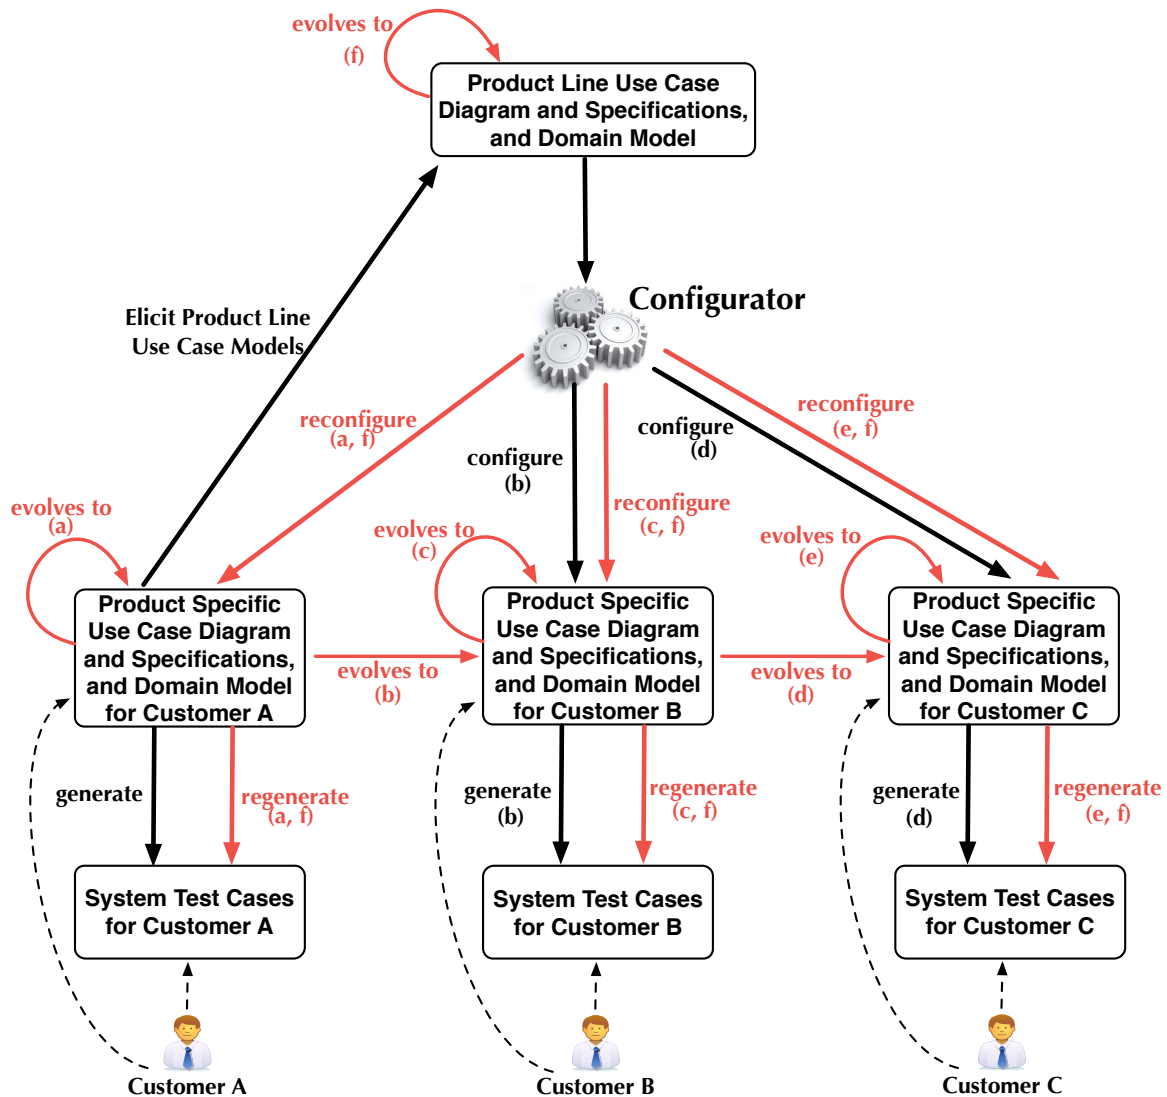 evolves to
(f)
Product Line Use Case
Diagram and Specifications,
and Domain Model
Elicit Product Line
Use Case Models
Configurator
reconfigure
(a, f)
configure
(b)
reconfigure
(c, f)
configure
(d)
reconfigure
(e, f)
evolves to
(a)
evolves to
(c)
evolves to
(e)
Product Specific
Use Case Diagram
and Specifications,
and Domain Model
for Customer A
evolves to
(b)
Product Specific
Use Case Diagram
and Specifications,
and Domain Model
for Customer B
evolves to
(d)
Product Specific
Use Case Diagram
and Specifications,
and Domain Model
for Customer C
generate
regenerate
(a, f)
generate
(b)
regenerate
(c, f)
generate
(d)
regenerate
(e, f)
System Test Cases
for Customer A
System Test Cases
for Customer B
System Test Cases
for Customer C
Customer A
Customer B
Customer C